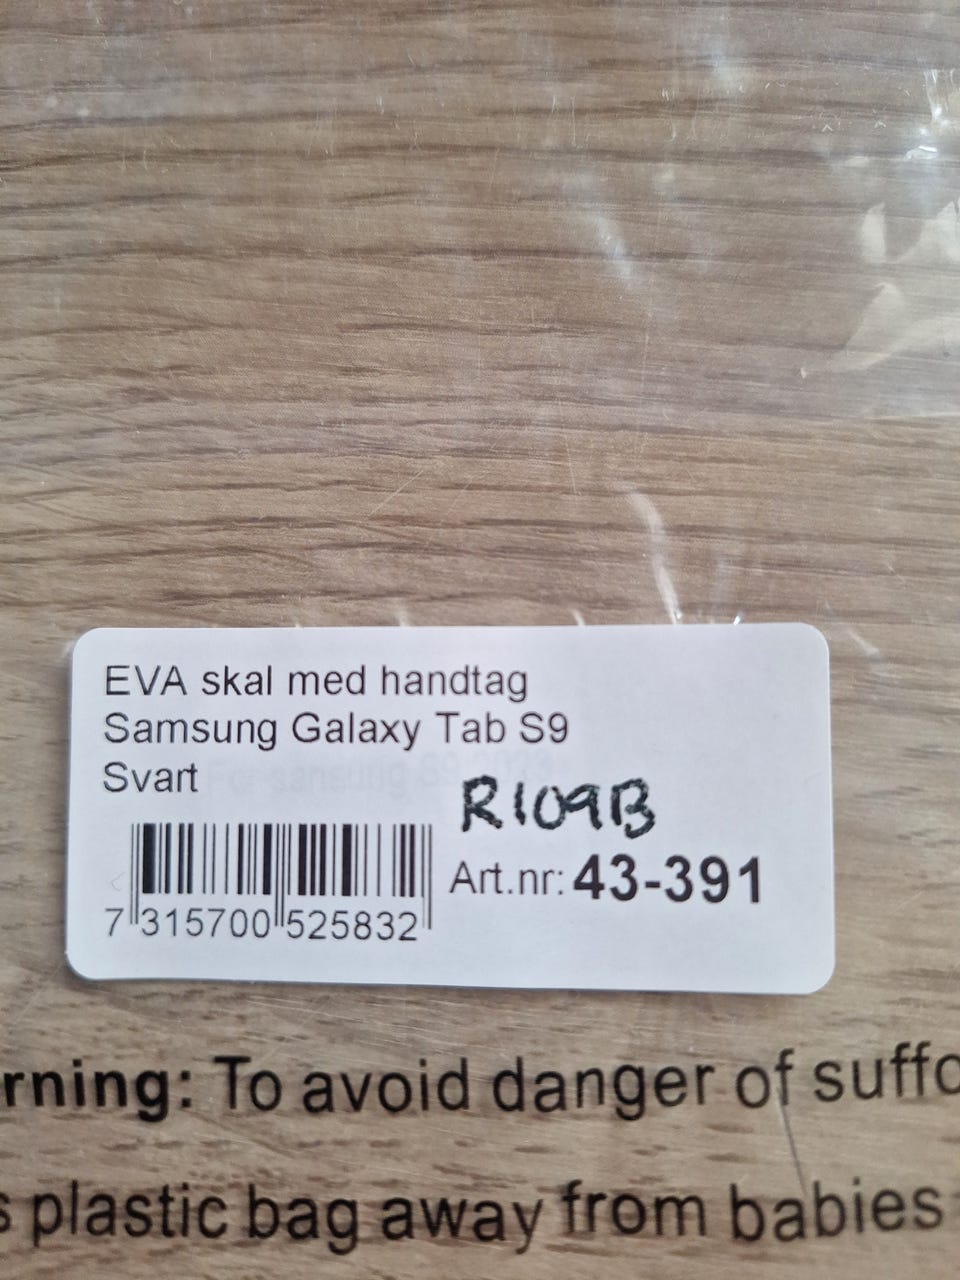 EVA skal med handtag
Samsung Galaxy Tab S9
Svart
R109B
Art.nr: 43-391
7 315700 525832
rning: To avoid danger of suffo
s plastic bag away from babies